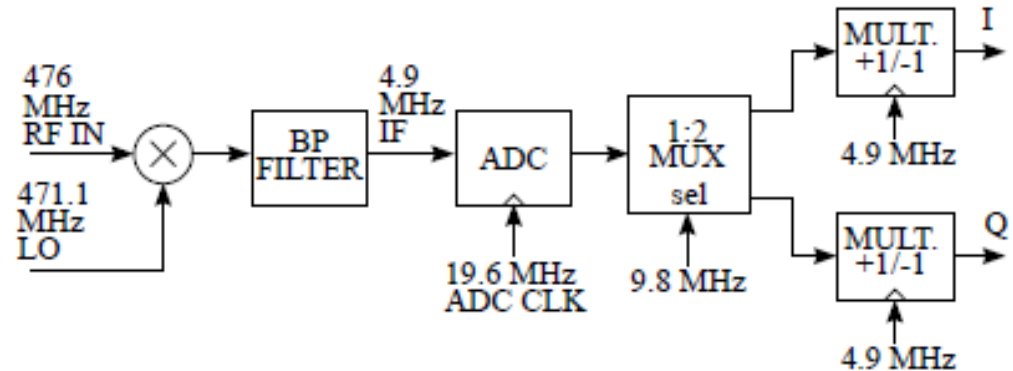 476
MHz
RF IN
471.1
MHz
LO
BP
FILTER
4.9
MHz
IF
ADC
19.6 MHz
ADC CLK
1:2
MUX
sel
9.8 MHz
MULT.
+1/-1
I
4.9 MHz
MULT.
+1/-1
Q
4.9 MHz